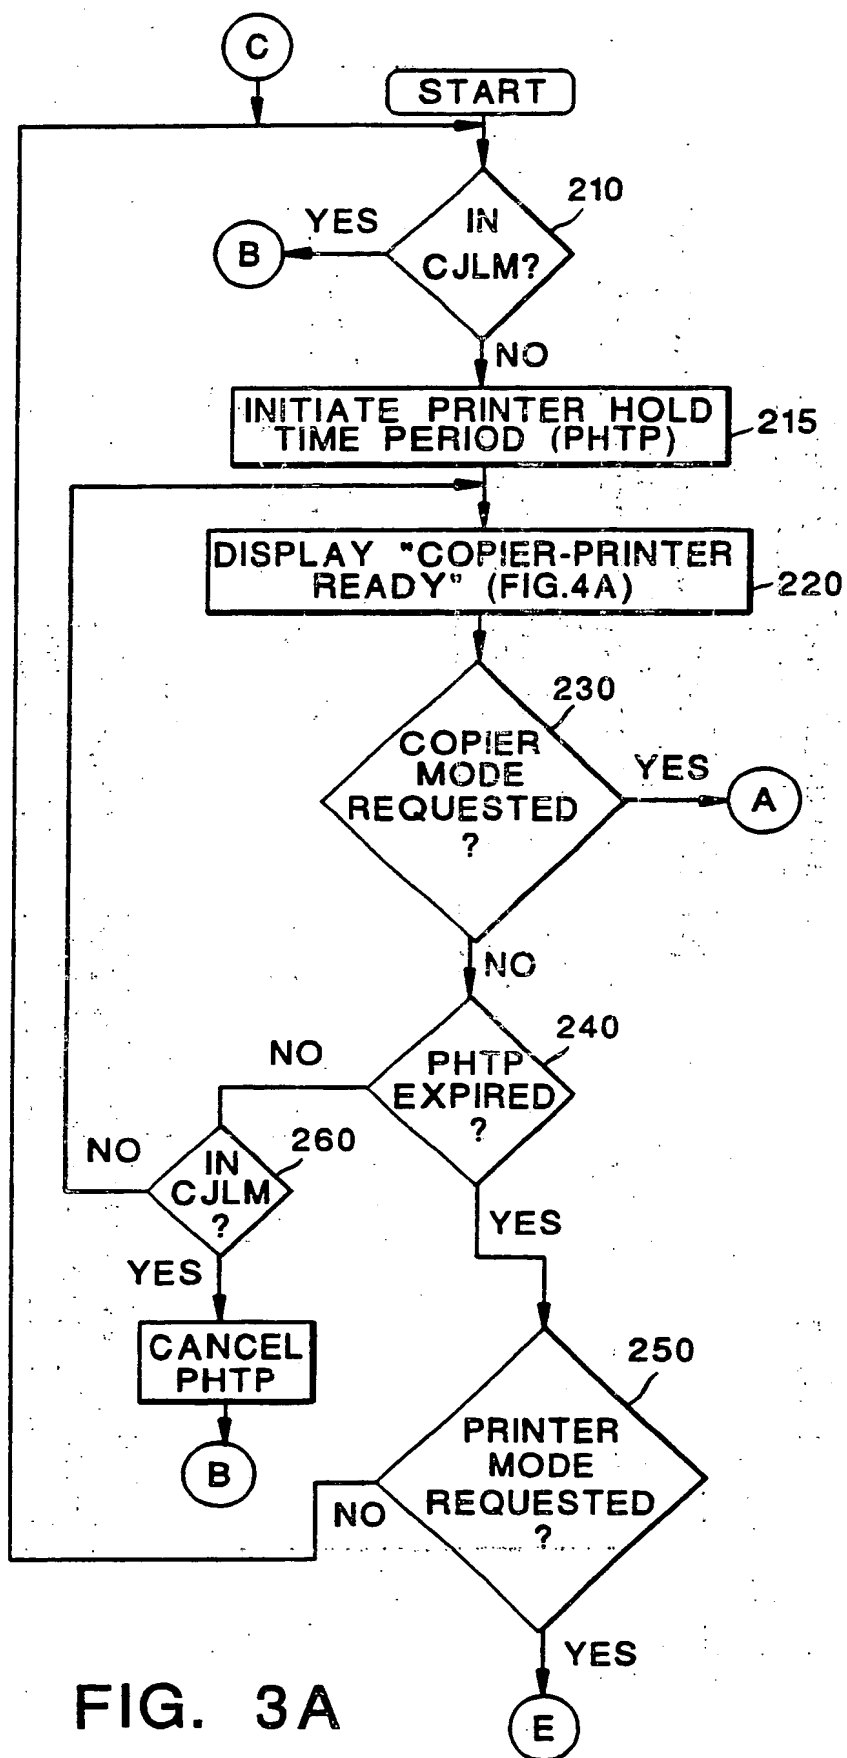 C
START
210
IN
CJLM?
YES
B
NO
INITIATE PRINTER HOLD
TIME PERIOD (PHTP)
215
DISPLAY "COPIER-PRINTER
READY" (FIG.4A)
220
230
COPIER
MODE
REQUESTED
?
YES
A
NO
240
PHTP
EXPIRED
?
NO
260
IN
CJLM
?
NO
YES
YES
CANCEL
PHTP
B
250
PRINTER
MODE
REQUESTED
?
NO
YES
E
FIG. 3A